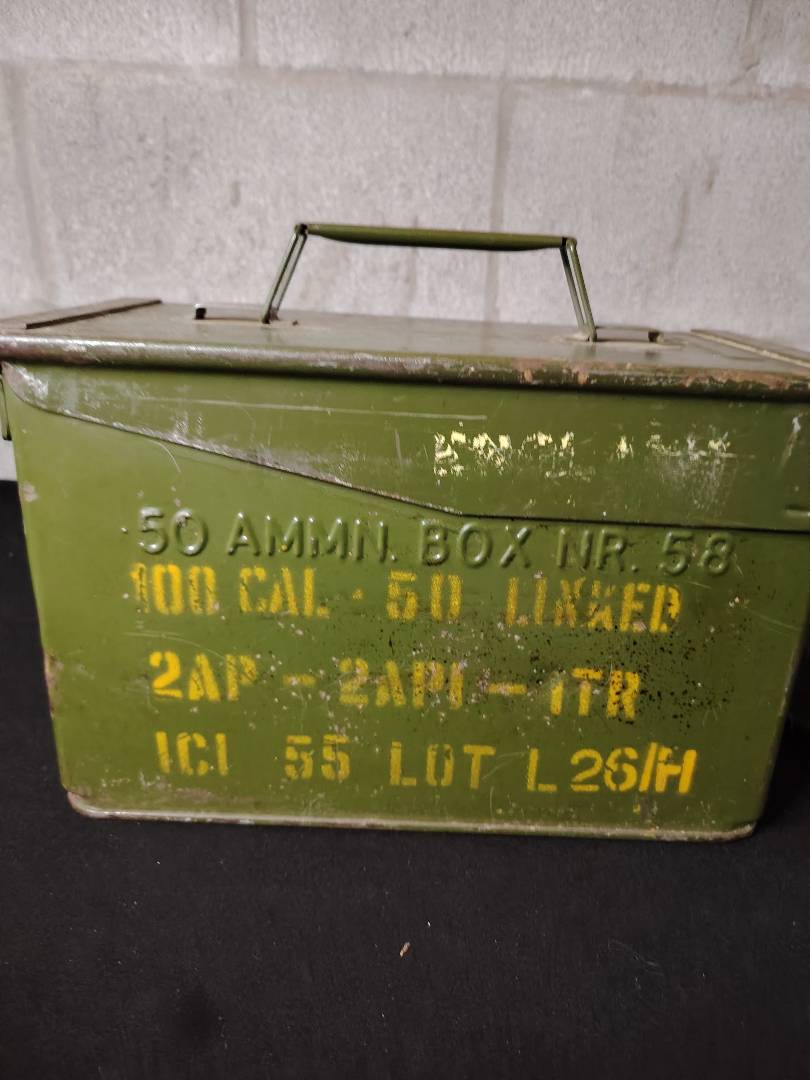 50 AMMN. BOX NR. 58
100 CAL · 50 LINKED
2AP - 2API - 1TR
ICI 55 LOT L26/H